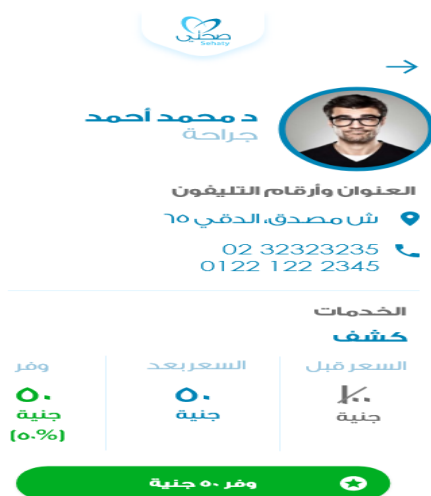 صحتي
Sehaty
د محمد أحمد
جراحة
العنوان وأرقام التليفون
ش مصدق، الدقي ٦٥
02 32323235
0122 122 2345
الخدمات
كشف
السعر قبل السعر بعد وفر
١٠٠ ٥٠ ٥٠
جنية جنية جنية
(٥٠%)
وفر ٥٠ جنية